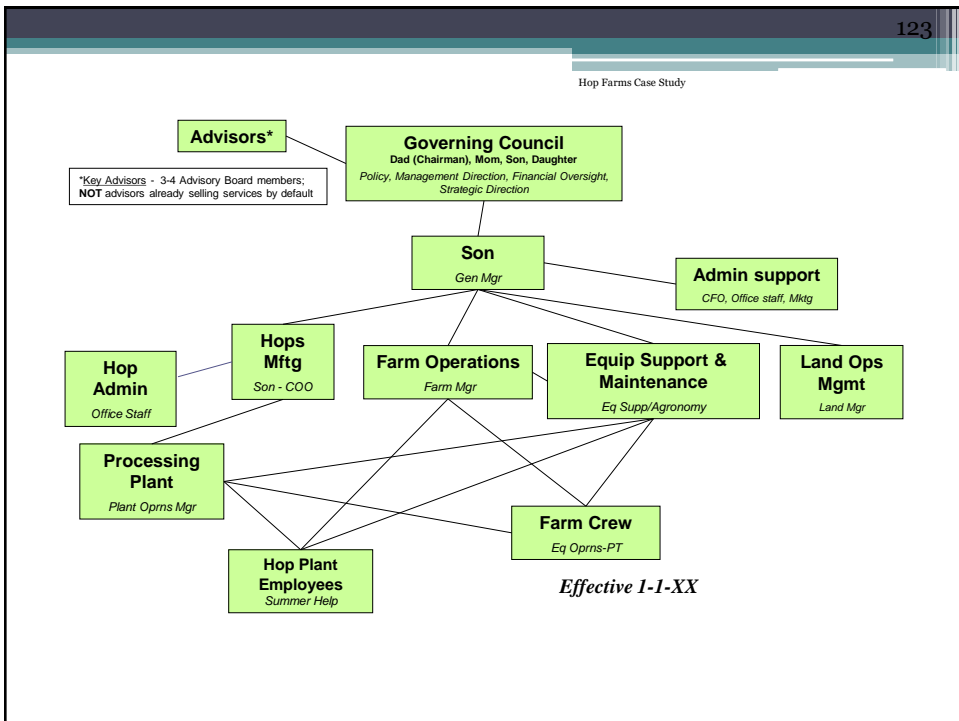 123
Hop Farms Case Study
Advisors*
Governing Council
Dad (Chairman), Mom, Son, Daughter
Policy, Management Direction, Financial Oversight,
Strategic Direction
*Key Advisors - 3-4 Advisory Board members;
NOT advisors already selling services by default
Son
Gen Mgr
Admin support
CFO, Office staff, Mktg
Hop
Admin
Office Staff
Hops
Mftg
Son - COO
Farm Operations
Farm Mgr
Equip Support &
Maintenance
Eq Supp/Agronomy
Land Ops
Mgmt
Land Mgr
Processing
Plant
Plant Oprns Mgr
Hop Plant
Employees
Summer Help
Farm Crew
Eq Oprns-PT
Effective 1-1-XX